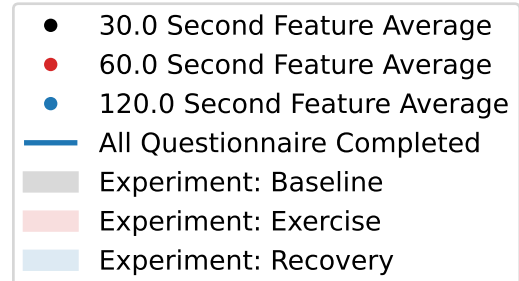 30.0 Second Feature Average
60.0 Second Feature Average
120.0 Second Feature Average
All Questionnaire Completed
Experiment: Baseline
Experiment: Exercise
Experiment: Recovery